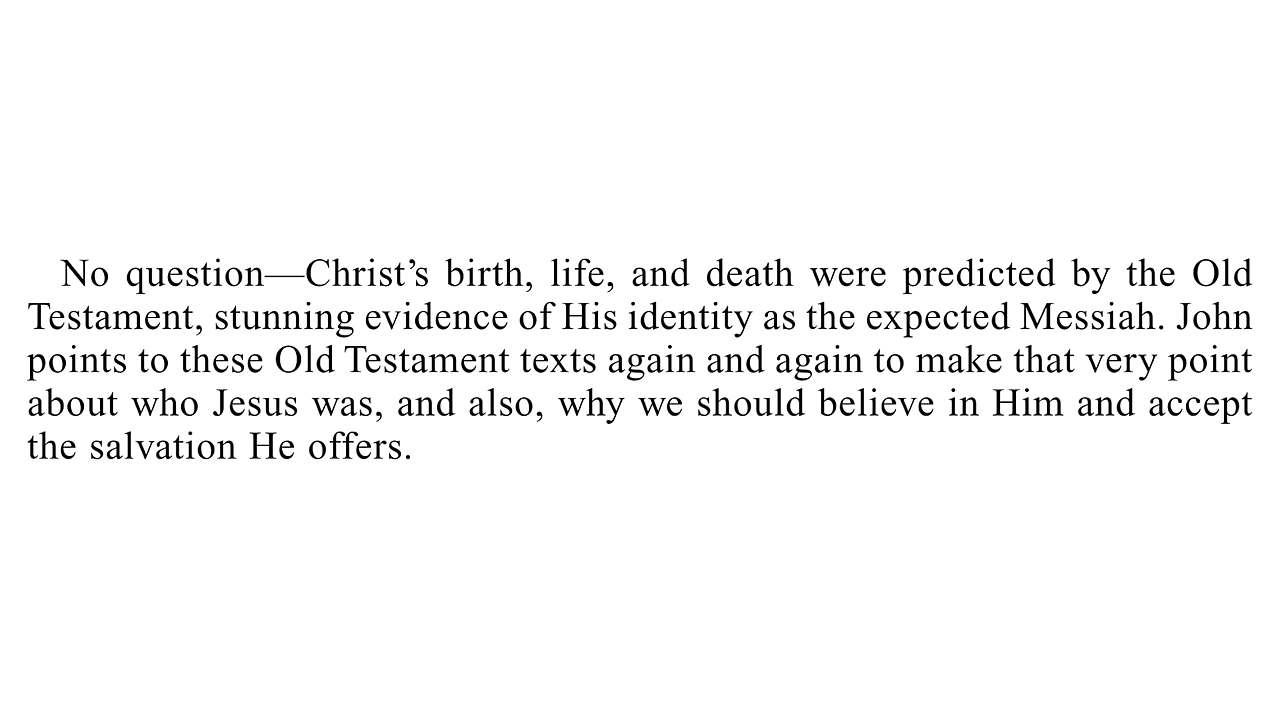 No question—Christ’s birth, life, and death were predicted by the Old
Testament, stunning evidence of His identity as the expected Messiah. John
points to these Old Testament texts again and again to make that very point
about who Jesus was, and also, why we should believe in Him and accept
the salvation He offers.